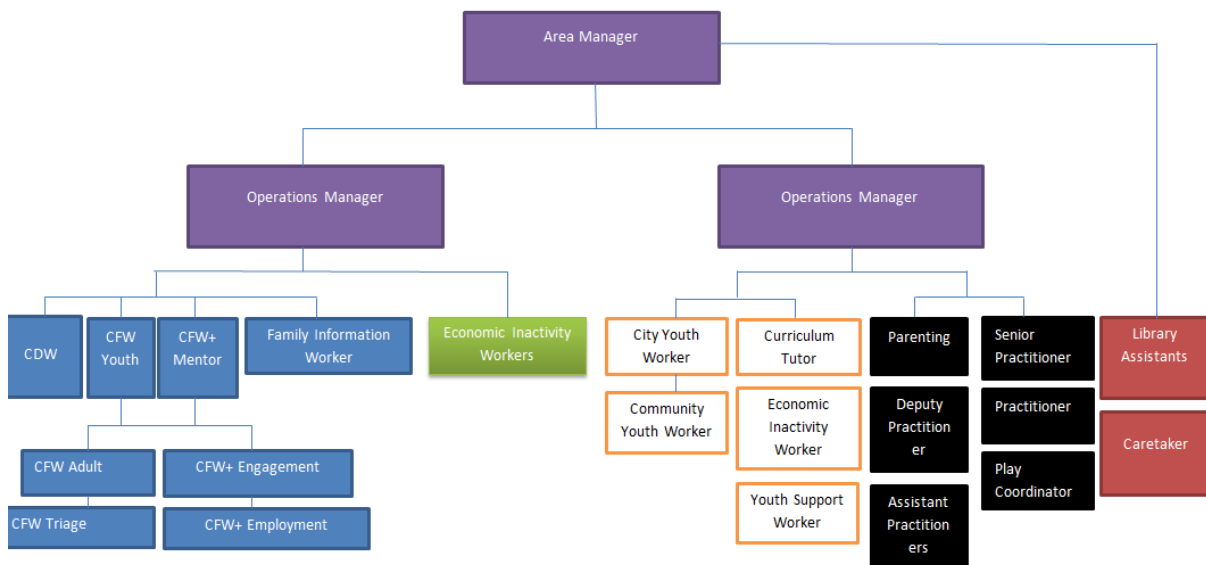 Area Manager
Operations Manager
Operations Manager
CDW
CFW
Youth
CFW+
Mentor
Family Information
Worker
Economic Inactivity
Workers
City Youth
Worker
Curriculum
Tutor
Parenting
Senior
Practitioner
Library
Assistants
Community
Youth Worker
Economic
Inactivity
Worker
Deputy
Practition
er
Practitioner
Caretaker
CFW Adult
CFW+ Engagement
Play
Coordinator
CFW Triage
CFW+ Employment
Youth Support
Worker
Assistant
Practition
ers